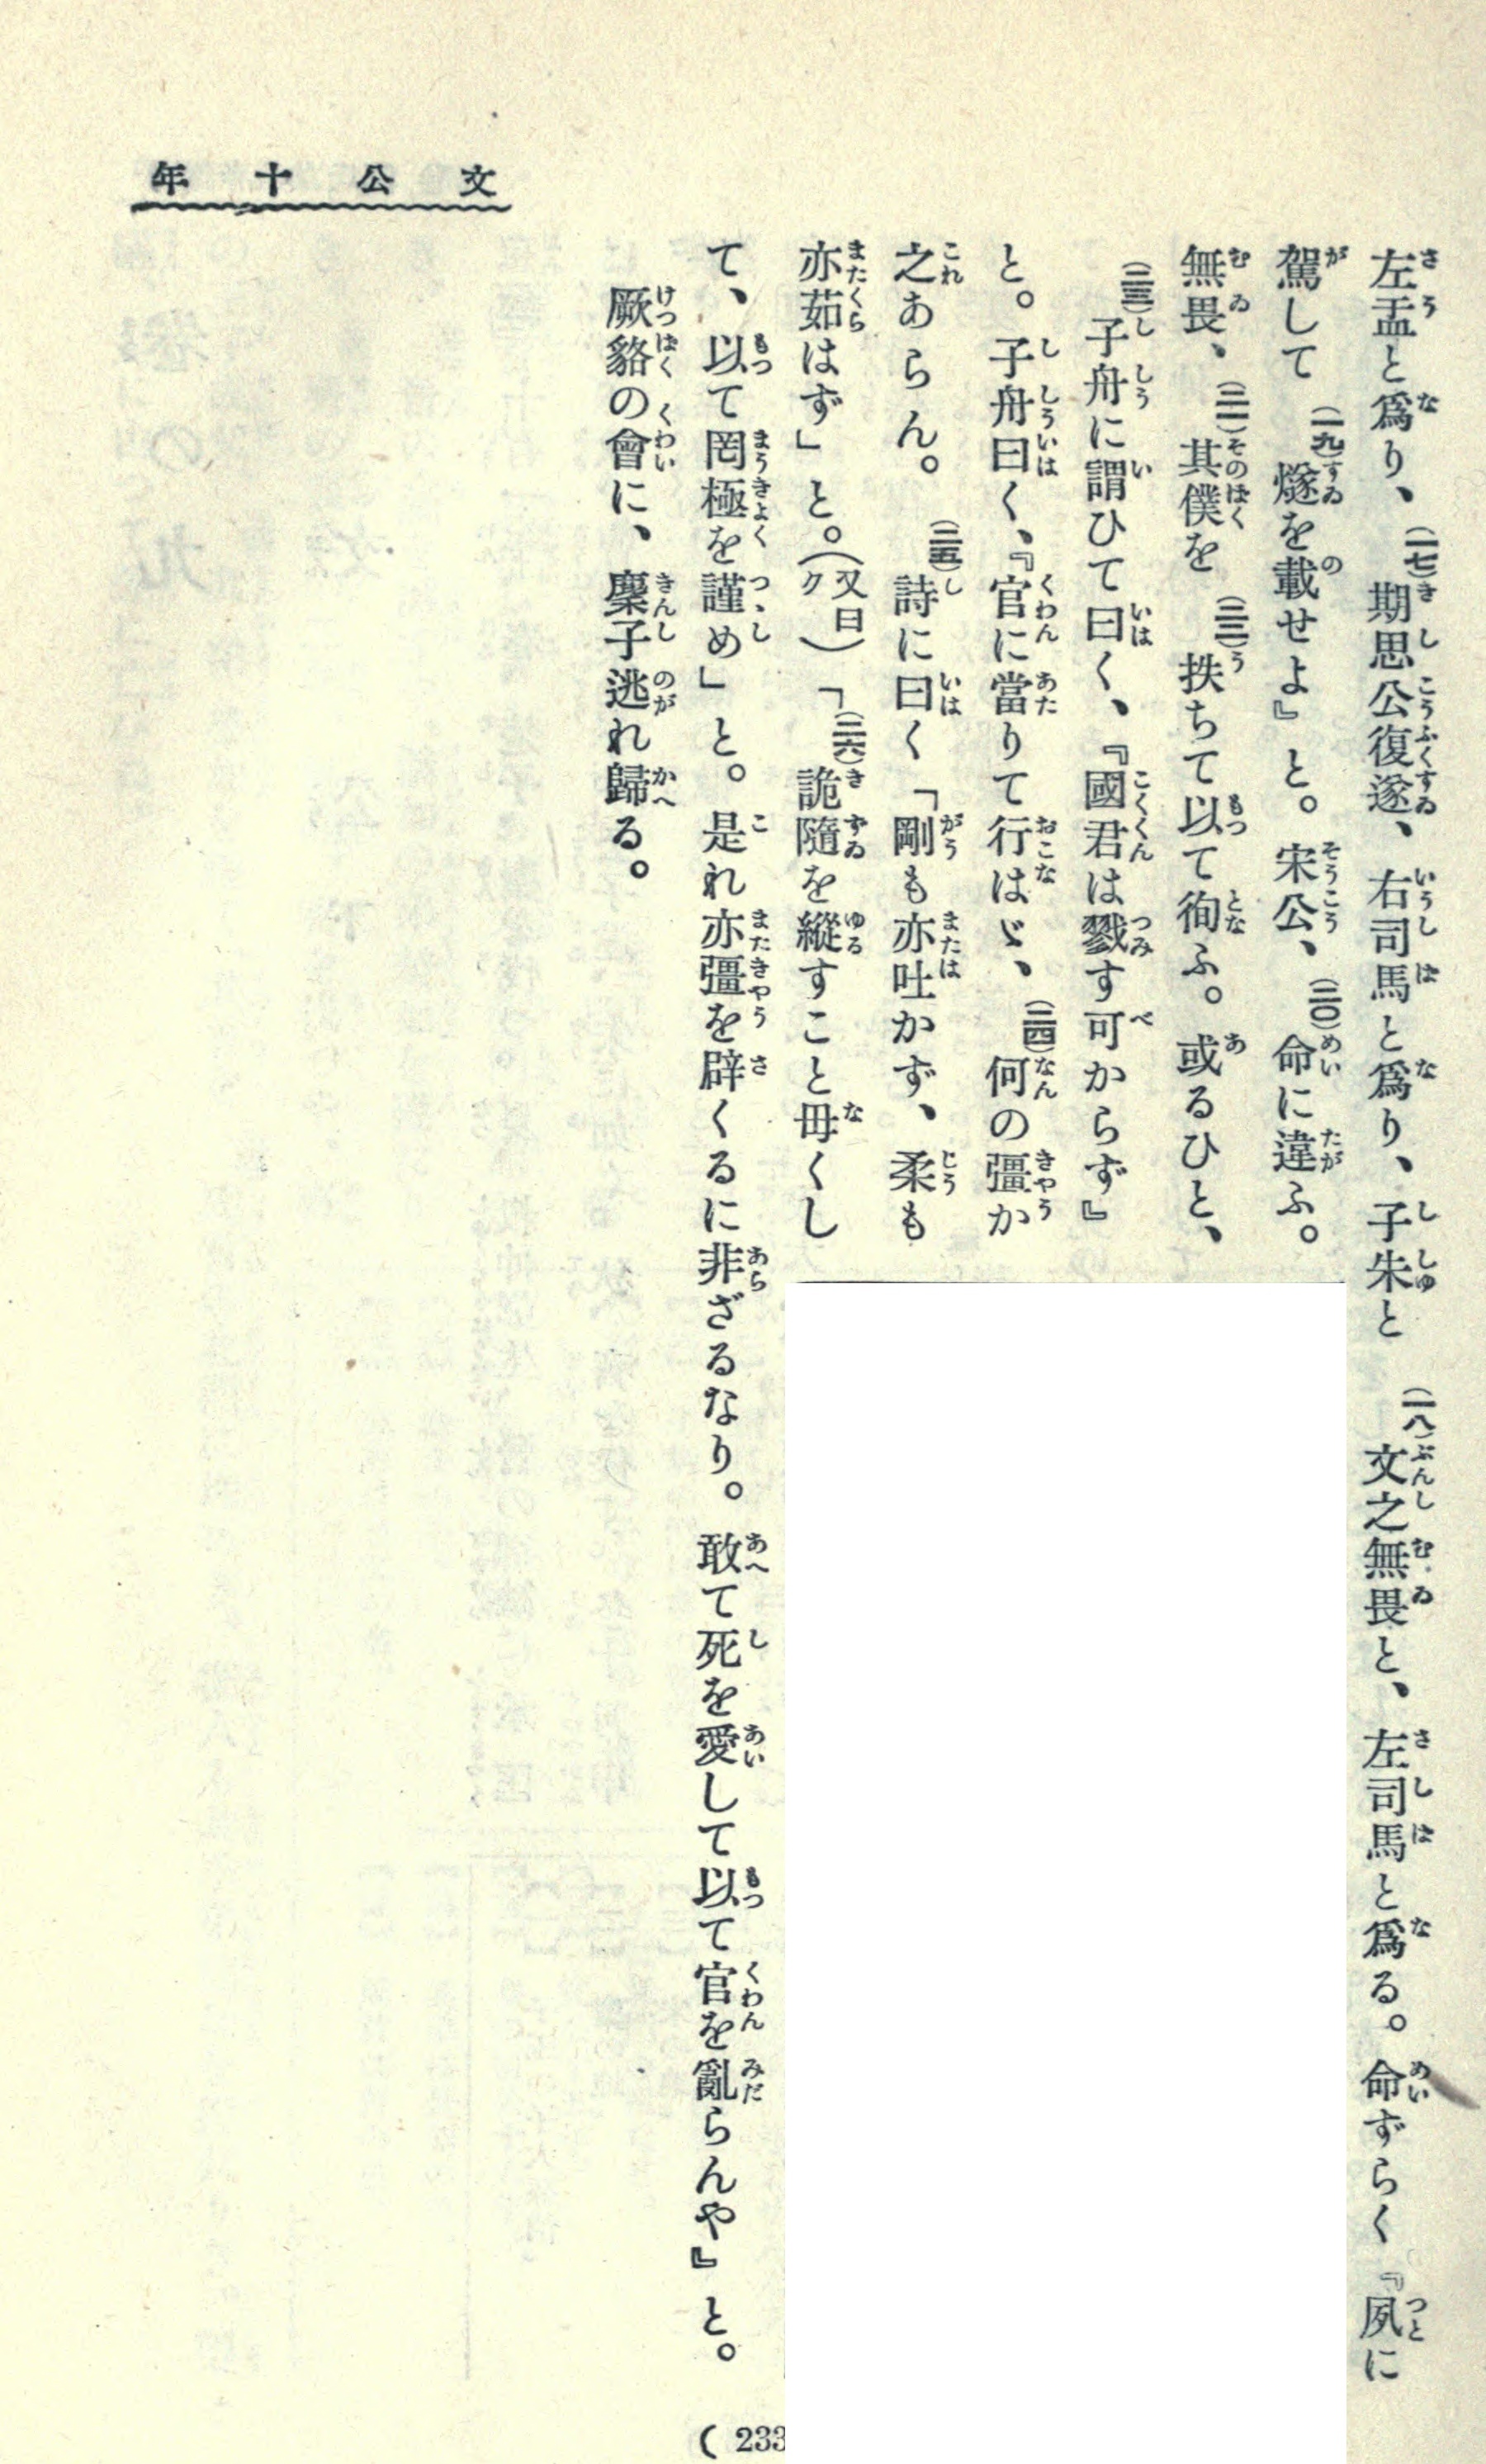 文公十年
左盂と爲り、(一七)期思公復遂、右司馬と爲り、子朱と(一八)文之無畏と、左司馬と爲る。命ずらく『夙に
駕して(一九)燧を載せよ』と。宋公、(二〇)命に違ふ。
無畏、(二一)其僕を(二二)抶ちて以て徇ふ。或るひと、
(二三)子舟に謂ひて曰く、『國君は戮す可からず』
と。子舟曰く、『官に當りて行はゞ、(二四)何の彊か
之あらん。(二五)詩に曰く「剛も亦吐かず、柔も
亦茹はず」と。(又曰ク)「(二六)詭隨を縱すこと毋くし
て、以て罔極を謹め」と。是れ亦彊を辟くるに非ざるなり。敢て死を愛して以て官を亂らんや』と。
厥貉の會に、麇子逃れ歸る。
(233